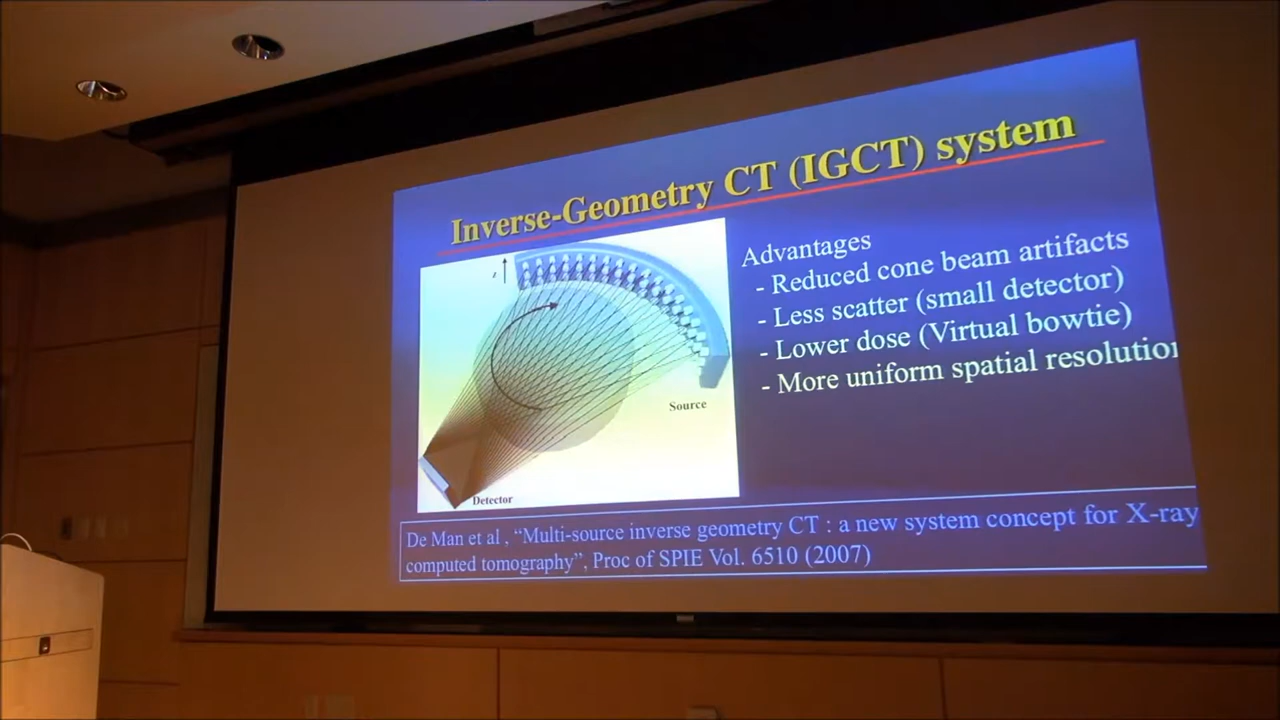 Inverse-Geometry CT (IGCT) system
Advantages
- Reduced cone beam artifacts
- Less scatter (small detector)
- Lower dose (Virtual bowtie)
- More uniform spatial resolution
Source
Detector
De Man et al , “Multi-source inverse geometry CT : a new system concept for X-ray
computed tomography”, Proc of SPIE Vol. 6510 (2007)